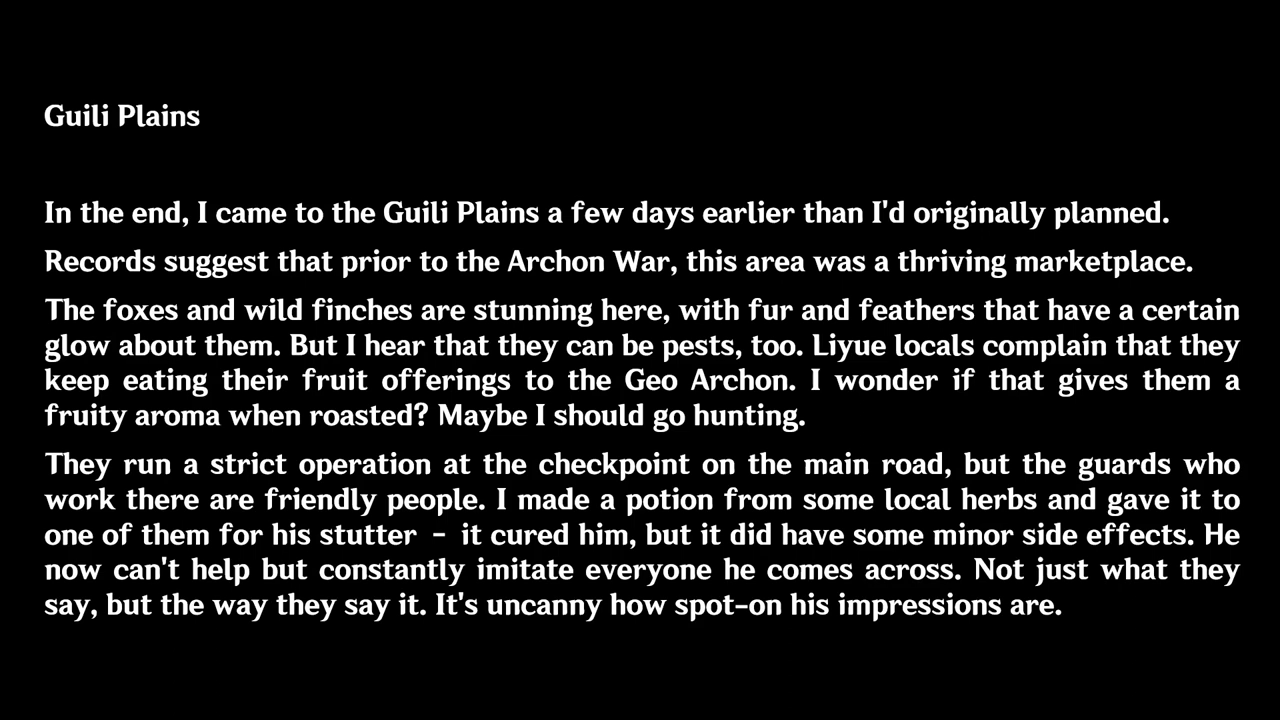 Guili Plains
In the end, I came to the Guili Plains a few days earlier than I'd originally planned.
Records suggest that prior to the Archon War, this area was a thriving marketplace.
The foxes and wild finches are stunning here, with fur and feathers that have a certain
glow about them. But I hear that they can be pests, too. Liyue locals complain that they
keep eating their fruit offerings to the Geo Archon. I wonder if that gives them a
fruity aroma when roasted? Maybe I should go hunting.
They run a strict operation at the checkpoint on the main road, but the guards who
work there are friendly people. I made a potion from some local herbs and gave it to
one of them for his stutter - it cured him, but it did have some minor side effects. He
now can't help but constantly imitate everyone he comes across. Not just what they
say, but the way they say it. It's uncanny how spot-on his impressions are.